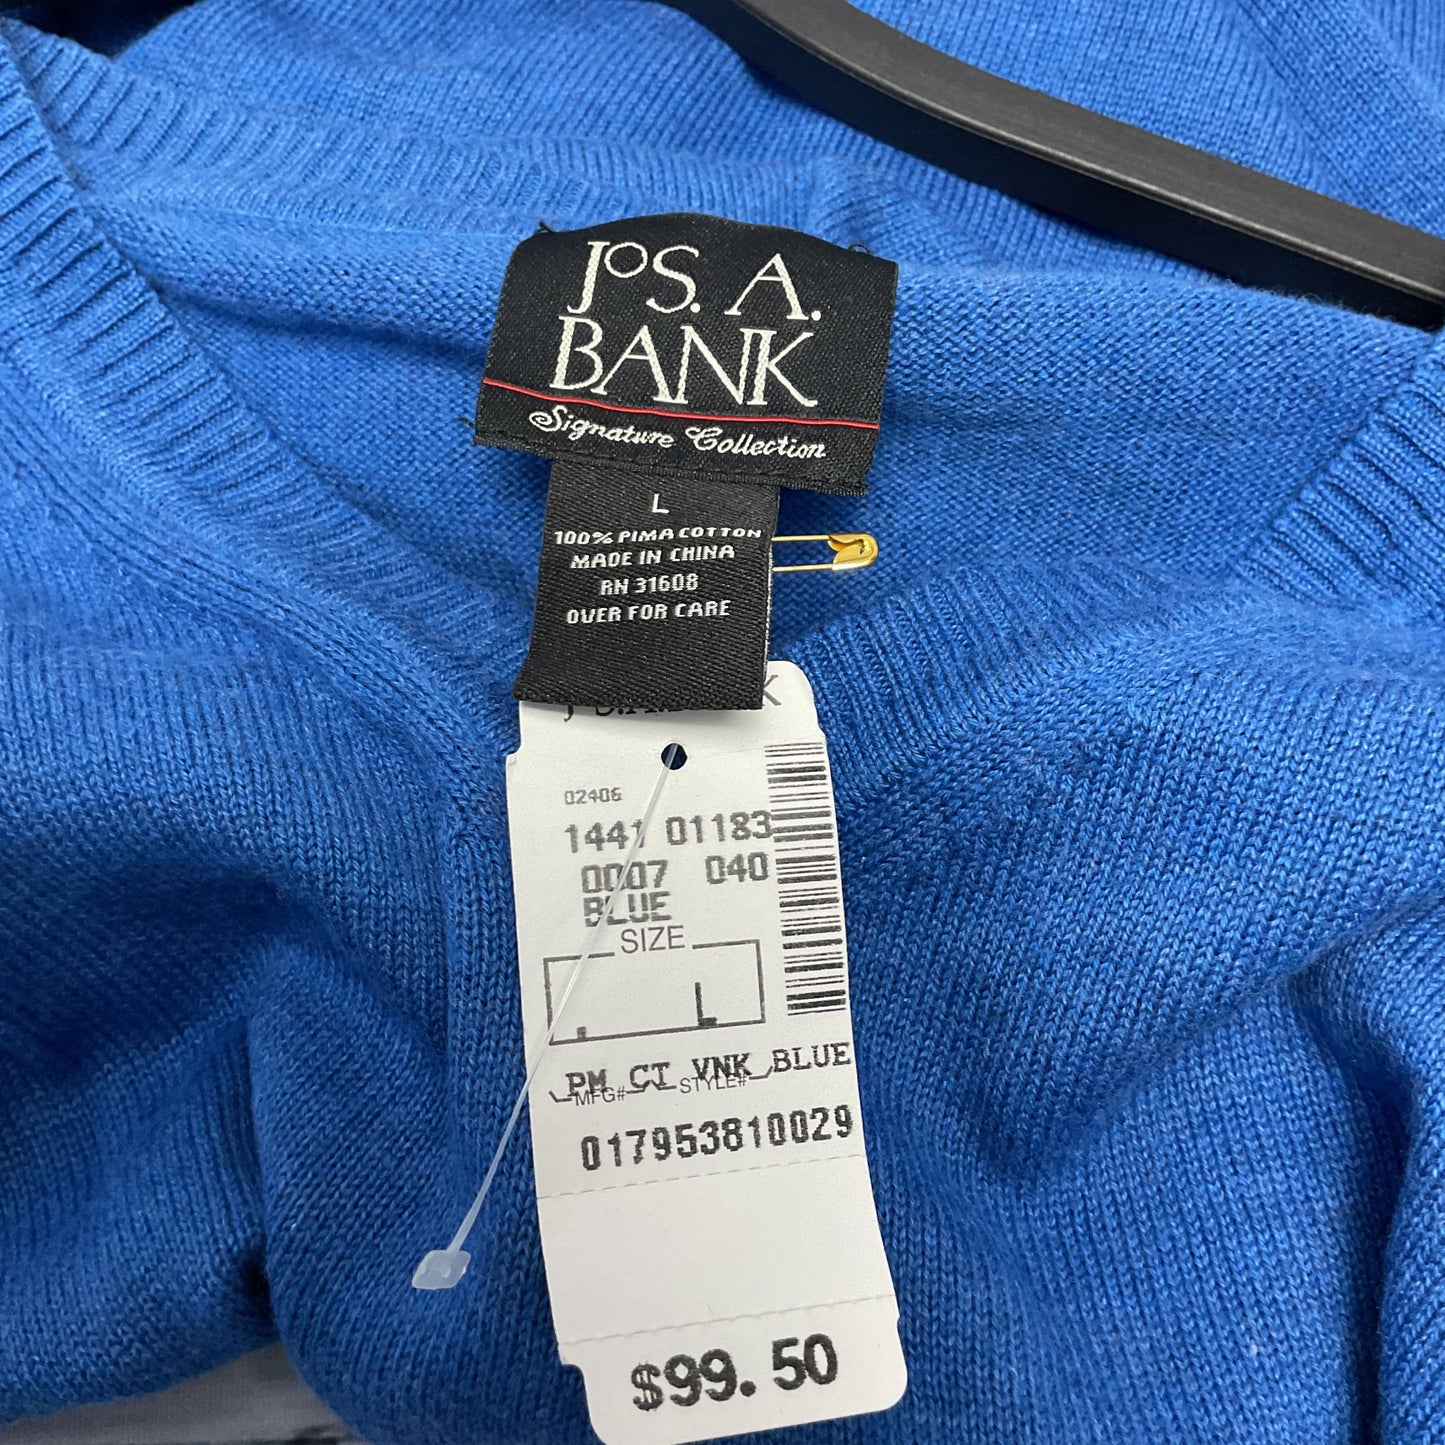 JOS. A.
BANK
Signature Collection
L
100% PIMA COTTON
MADE IN CHINA
RN 31608
OVER FOR CARE
02406
1441 01183
0007 040
BLUE
SIZE
L
PM CI VNK BLUE
MFG# STYLE#
017953810029
$99.50